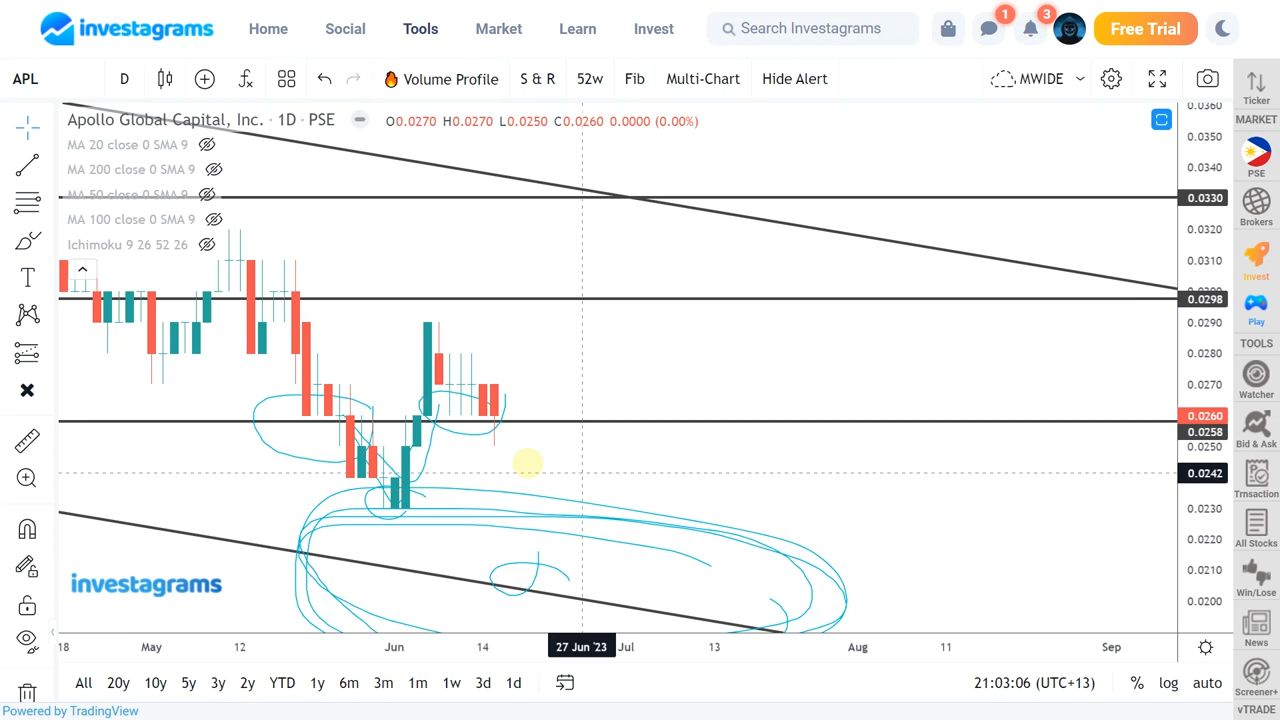 investagrams Home Social Tools Market Learn Invest Search Investagrams 1 3 Free Trial
APL D Volume Profile S & R 52w Fib Multi-Chart Hide Alert MWIDE
Apollo Global Capital, Inc. · 1D · PSE O0.0270 H0.0270 L0.0250 C0.0260 0.0000 (0.00%)
MA 20 close 0 SMA 9
MA 200 close 0 SMA 9
MA 50 close 0 SMA 9
MA 100 close 0 SMA 9
Ichimoku 9 26 52 26
0.0360
0.0350
0.0340
0.0330
0.0320
0.0310
0.0298
0.0290
0.0280
0.0270
0.0260
0.0258
0.0250
0.0242
0.0230
0.0220
0.0210
0.0200
investagrams
18 May 12 Jun 14 27 Jun '23 Jul 13 Aug 11 Sep
All 20y 10y 5y 3y 2y YTD 1y 6m 3m 1m 1w 3d 1d 21:03:06 (UTC+13) % log auto
Powered by TradingView
Ticker
MARKET
PSE
Brokers
Invest
Play
TOOLS
Watcher
Bid & Ask
Trnsaction
All Stocks
Win/Lose
News
Screener+
vTRADE